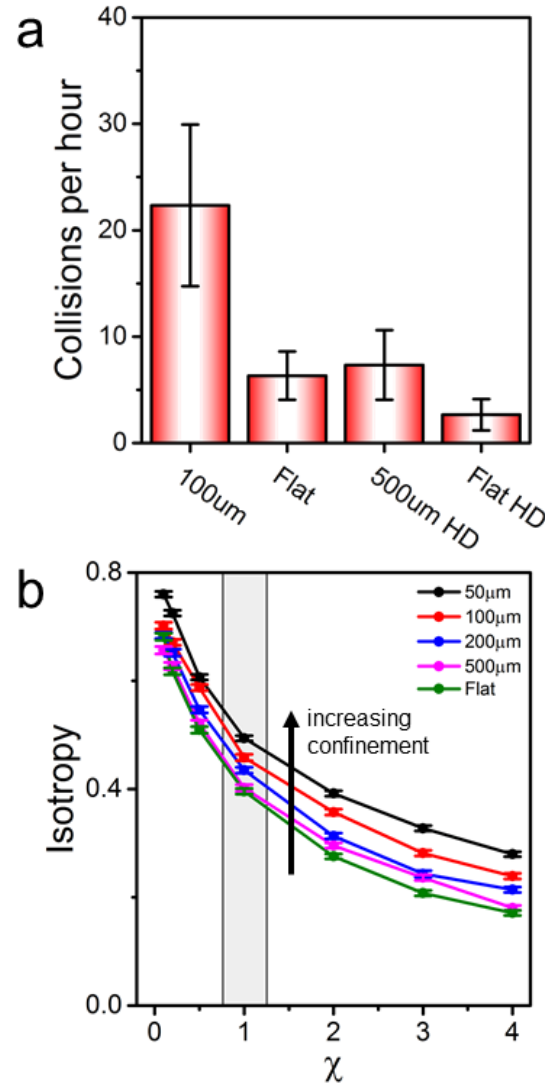 a
Collisions per hour
40
30
20
10
0
100um
Flat
500um HD
Flat HD
b
Isotropy
0.8
0.4
0.0
50μm
100μm
200μm
500μm
Flat
increasing
confinement
0
1
2
3
4
χ